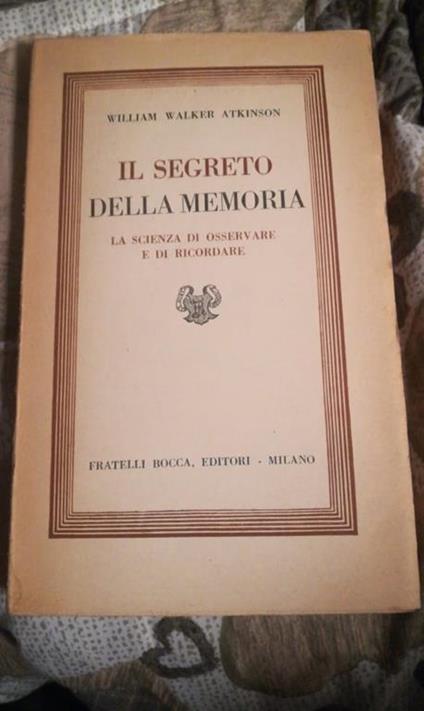 WILLIAM WALKER ATKINSON
IL SEGRETO
DELLA MEMORIA
LA SCIENZA DI OSSERVARE
E DI RICORDARE
FRATELLI BOCCA, EDITORI - MILANO